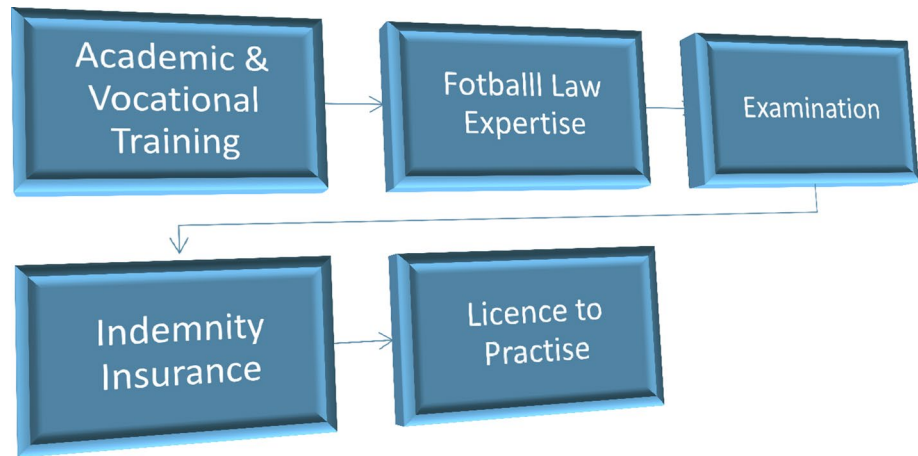 Academic &
Vocational
Training
Fotballl Law
Expertise
Examination
Indemnity
Insurance
Licence to
Practise